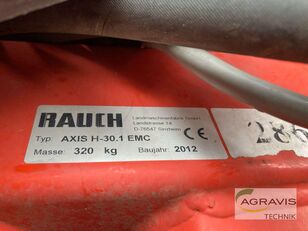 RAUCH
Landmaschinenfabrik GmbH
Landstrasse 14
D-76547 Sinzheim
CE
Typ: AXIS H-30.1 EMC
Masse: 320 kg Baujahr: 2012
AGRAVIS
TECHNIK